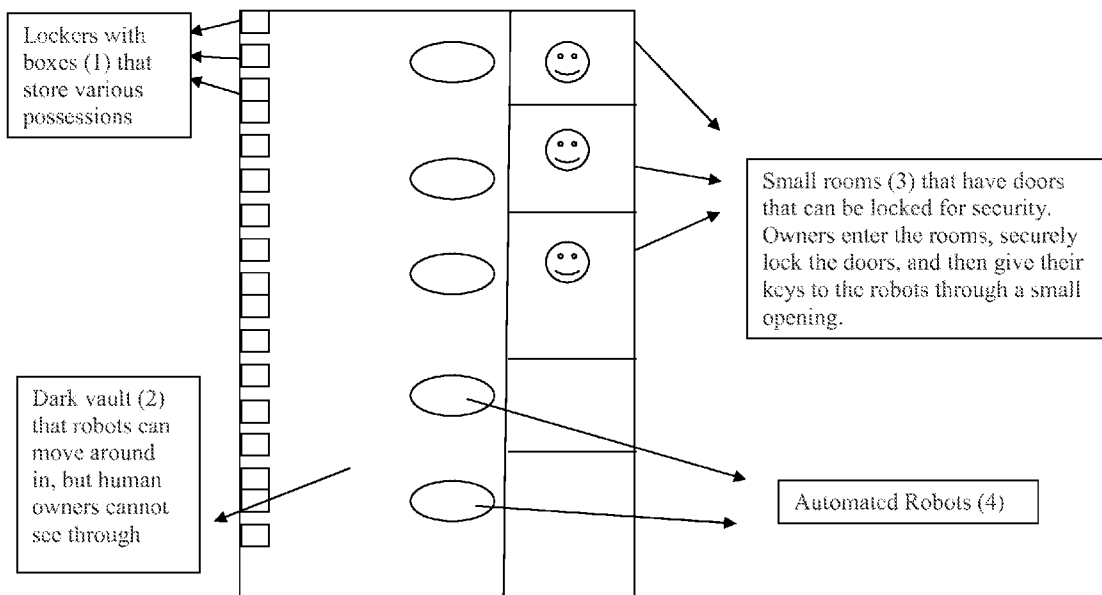 Lockers with
boxes (1) that
store various
possessions
Small rooms (3) that have doors
that can be locked for security.
Owners enter the rooms, securely
lock the doors, and then give their
keys to the robots through a small
opening.
Dark vault (2)
that robots can
move around
in, but human
owners cannot
see through
Automated Robots (4)